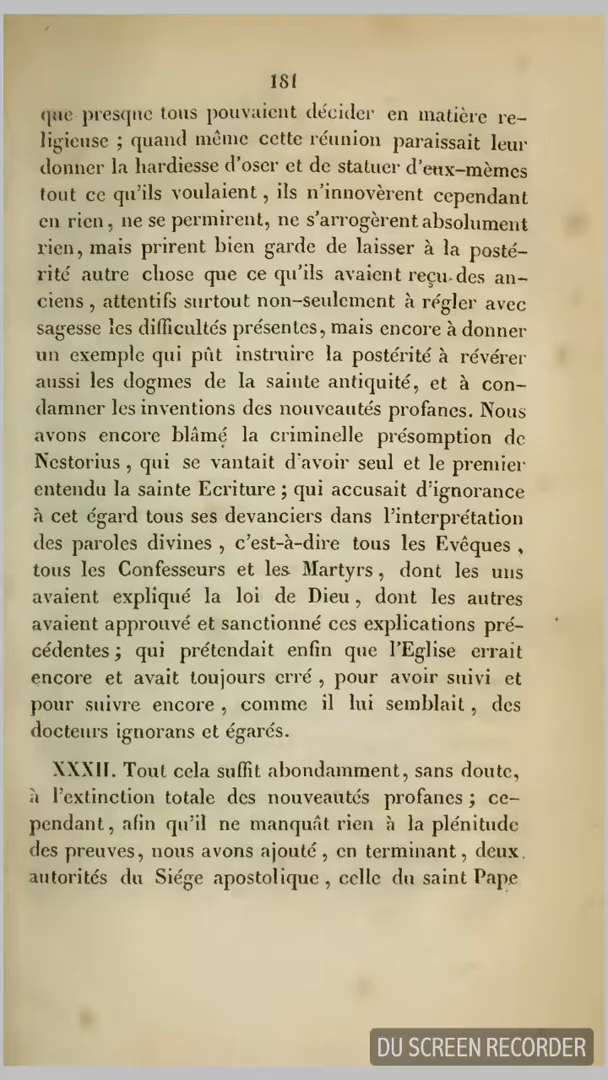 181
que presque tous pouvaient décider en matière re-
ligieuse ; quand même cette réunion paraissait leur
donner la hardiesse d'oser et de statuer d'eux-mèmes
tout ce qu'ils voulaient , ils n'innovèrent cependant
en rien , ne se permirent, ne s'arrogèrent absolument
rien, mais prirent bien garde de laisser à la posté-
rité autre chose que ce qu'ils avaient reçu des an-
ciens , attentifs surtout non-seulement à régler avec
sagesse les difficultés présentes, mais encore à donner
un exemple qui pût instruire la postérité à révérer
aussi les dogmes de la sainte antiquité, et à con-
damner les inventions des nouveautés profanes. Nous
avons encore blâmé la criminelle présomption de
Nestorius , qui se vantait d'avoir seul et le premier
entendu la sainte Ecriture ; qui accusait d'ignorance
à cet égard tous ses devanciers dans l'interprétation
des paroles divines , c'est-à-dire tous les Evêques ,
tous les Confesseurs et les Martyrs , dont les uns
avaient expliqué la loi de Dieu , dont les autres
avaient approuvé et sanctionné ces explications pré-
cédentes ; qui prétendait enfin que l'Eglise errait
encore et avait toujours erré , pour avoir suivi et
pour suivre encore , comme il lui semblait , des
docteurs ignorans et égarés.
XXXII. Tout cela suffit abondamment, sans doute,
à l'extinction totale des nouveautés profanes ; ce-
pendant, afin qu'il ne manquât rien à la plénitude
des preuves, nous avons ajouté , en terminant , deux
autorités du Siége apostolique , celle du saint Pape
DU SCREEN RECORDER